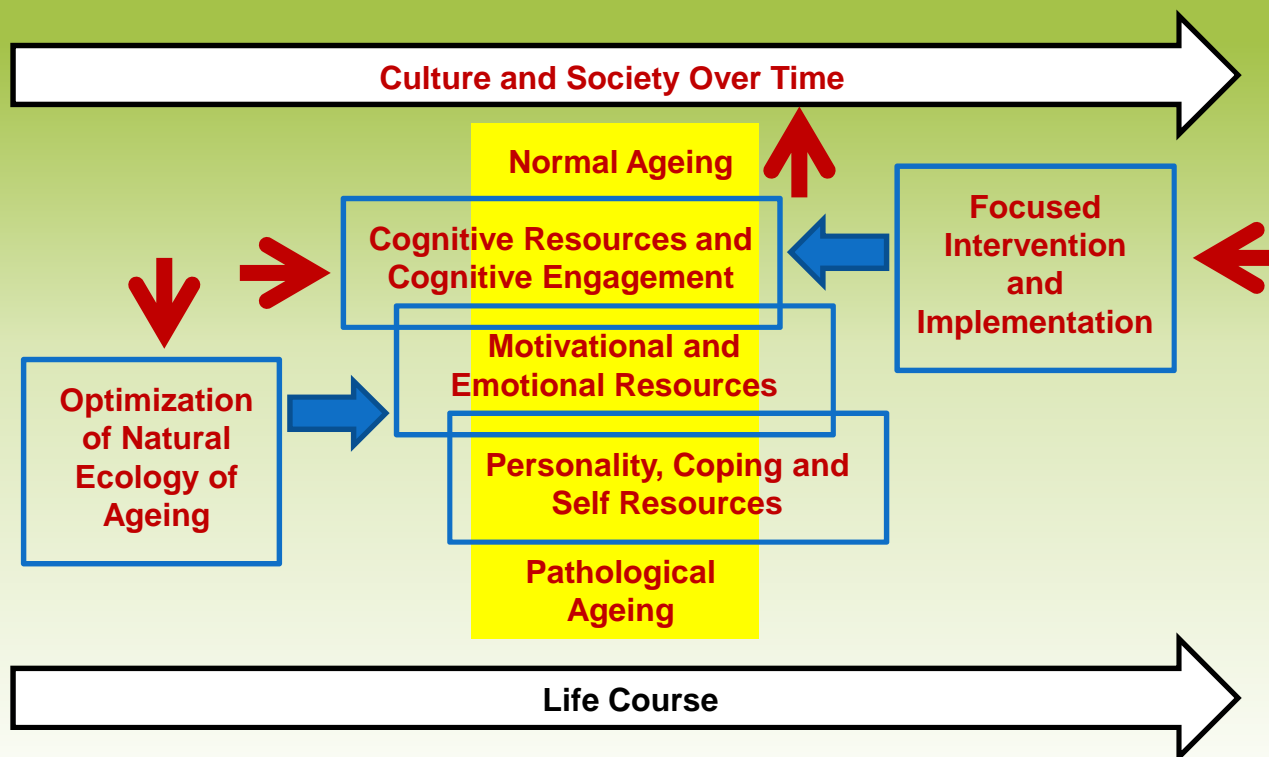 Culture and Society Over Time
Normal Ageing
Cognitive Resources and
Cognitive Engagement
Focused
Intervention
and
Implementation
Motivational and
Emotional Resources
Optimization
of Natural
Ecology of
Ageing
Personality, Coping and
Self Resources
Pathological
Ageing
Life Course